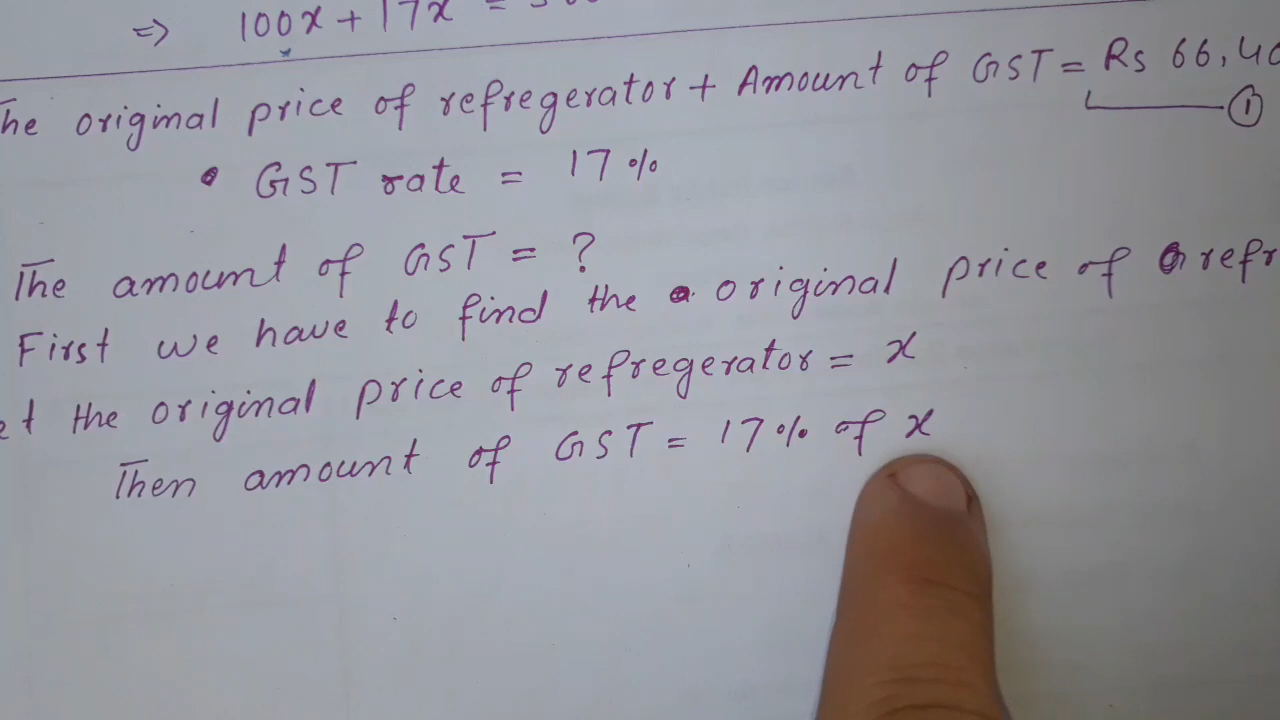 ⇒ 100x + 17x =
The original price of refregerator + Amount of GST = Rs 66,40
①
• GST rate = 17%
The amount of GST = ?
First we have to find the original price of refr
et the original price of refregerator = x
Then amount of GST = 17% of x